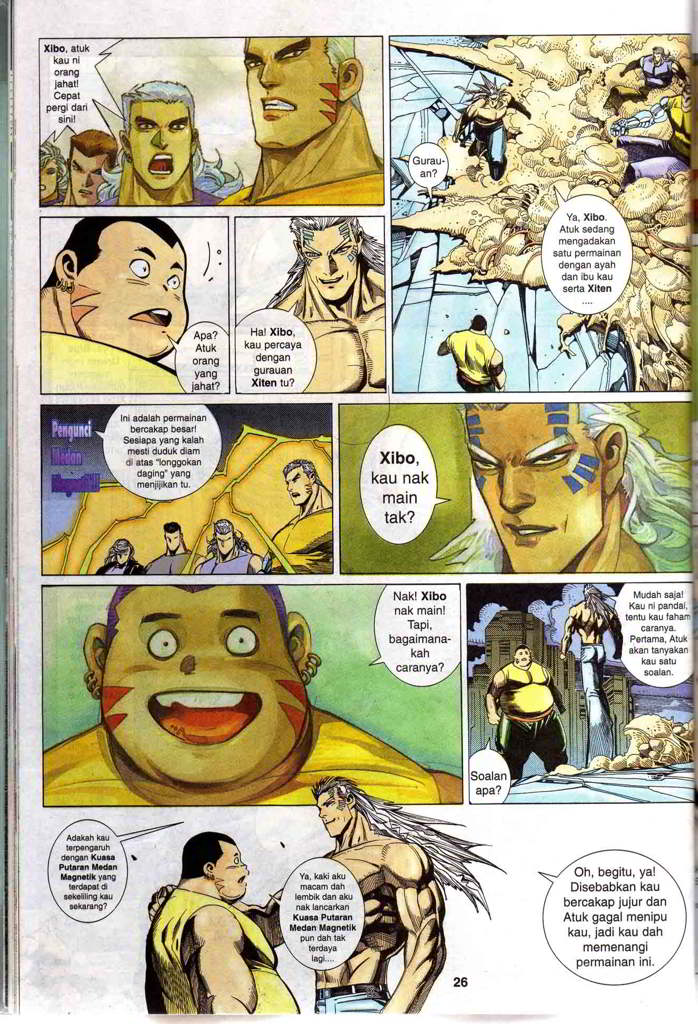 Xibo, atuk
kau ni
orang
jahat!
Cepat
pergi dari
sini!
Gurau-
an?
Ya, Xibo.
Atuk sedang
mengadakan
satu permainan
dengan ayah
dan ibu kau
serta Xiten
....
Apa?
Atuk
orang
yang
jahat?
Ha! Xibo,
kau percaya
dengan
gurauan
Xiten tu?
Pengunci
Medan
Magnetik!!
Ini adalah permainan
bercakap besar!
Sesiapa yang kalah
mesti duduk diam
di atas "longgokan
daging" yang
menjijikan tu.
Xibo,
kau nak
main
tak?
Nak! Xibo
nak main!
Tapi,
bagaimana-
kah
caranya?
Mudah saja!
Kau ni pandai,
tentu kau faham
caranya.
Pertama, Atuk
akan tanyakan
kau satu
soalan.
Soalan
apa?
Adakah kau
terpengaruh
dengan Kuasa
Putaran Medan
Magnetik yang
terdapat di
sekeliling kau
sekarang?
Ya, kaki aku
macam dah
lembik dan aku
nak lancarkan
Kuasa Putaran
Medan Magnetik
pun dah tak
terdaya
lagi....
Oh, begitu, ya!
Disebabkan kau
bercakap jujur dan
Atuk gagal menipu
kau, jadi kau dah
memenangi
permainan ini.
26